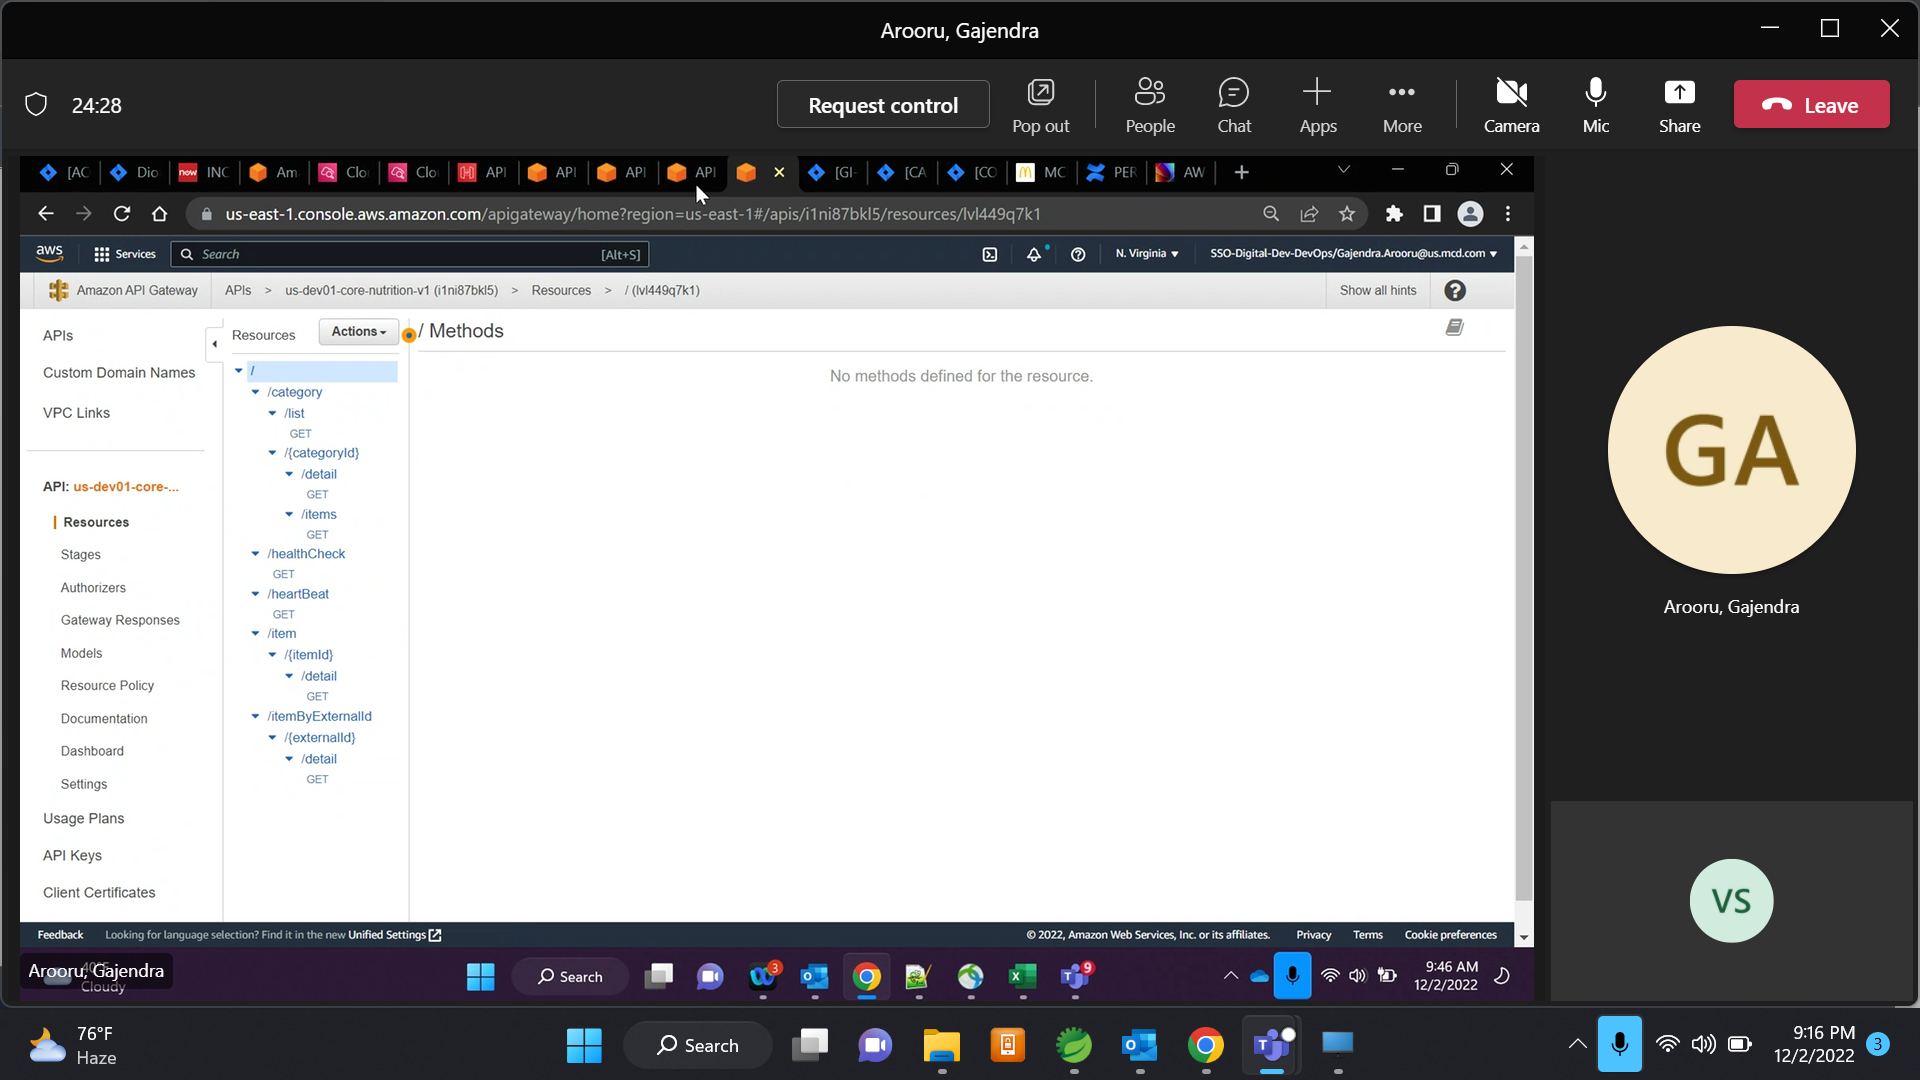 Arooru, Gajendra
24:28
Request control
Pop out
People
Chat
Apps
More
Camera
Mic
Share
Leave
[AC
Dio
now INC
Am
Clo
Clo
API
API
API
API
[GI-
[CA
[CO
MC
PER
AW
us-east-1.console.aws.amazon.com/apigateway/home?region=us-east-1#/apis/i1ni87bkl5/resources/lvl449q7k1
aws
Services
Search
[Alt+S]
N. Virginia
SSO-Digital-Dev-DevOps/Gajendra.Arooru@us.mcd.com
Amazon API Gateway
APIs > us-dev01-core-nutrition-v1 (i1ni87bkl5) > Resources > / (lvl449q7k1)
Show all hints
APIs
Custom Domain Names
VPC Links
API: us-dev01-core-...
Resources
Stages
Authorizers
Gateway Responses
Models
Resource Policy
Documentation
Dashboard
Settings
Usage Plans
API Keys
Client Certificates
Resources
Actions
/
/category
/list
GET
/{categoryId}
/detail
GET
/items
GET
/healthCheck
GET
/heartBeat
GET
/item
/{itemId}
/detail
GET
/itemByExternalId
/{externalId}
/detail
GET
/ Methods
No methods defined for the resource.
GA
Arooru, Gajendra
VS
Feedback
Looking for language selection? Find it in the new Unified Settings
© 2022, Amazon Web Services, Inc. or its affiliates.
Privacy
Terms
Cookie preferences
Arooru, Gajendra
Cloudy
Search
3
9
9:46 AM
12/2/2022
76°F
Haze
Search
9:16 PM
12/2/2022
3